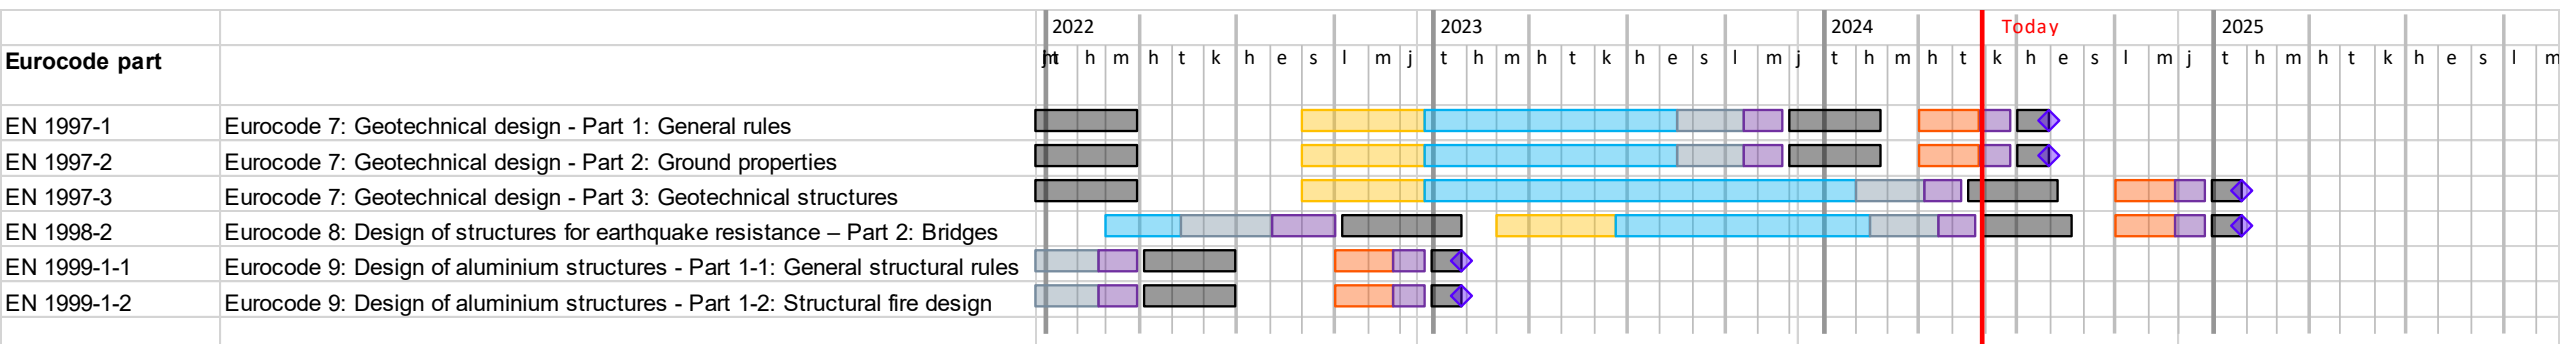 2022 2023 2024 Today 2025
Eurocode part h m h t k h e s l m j t h m h t k h e s l m j t h m h t k h e s l m j t h m h t k h e s l m
EN 1997-1 Eurocode 7: Geotechnical design - Part 1: General rules
EN 1997-2 Eurocode 7: Geotechnical design - Part 2: Ground properties
EN 1997-3 Eurocode 7: Geotechnical design - Part 3: Geotechnical structures
EN 1998-2 Eurocode 8: Design of structures for earthquake resistance – Part 2: Bridges
EN 1999-1-1 Eurocode 9: Design of aluminium structures - Part 1-1: General structural rules
EN 1999-1-2 Eurocode 9: Design of aluminium structures - Part 1-2: Structural fire design